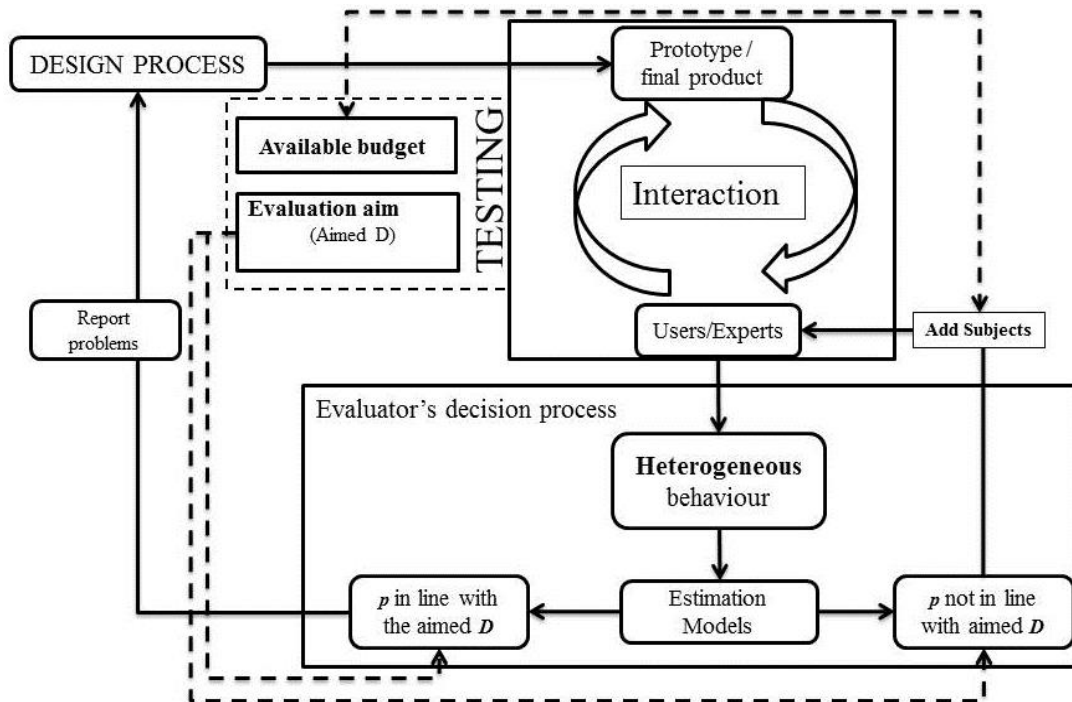 DESIGN PROCESS
Prototype /
final product
Available budget
Evaluation aim
(Aimed D)
TESTING
Interaction
Report
problems
Users/Experts
Add Subjects
Evaluator’s decision process
Heterogeneous
behaviour
p in line with
the aimed D
Estimation
Models
p not in line
with aimed D